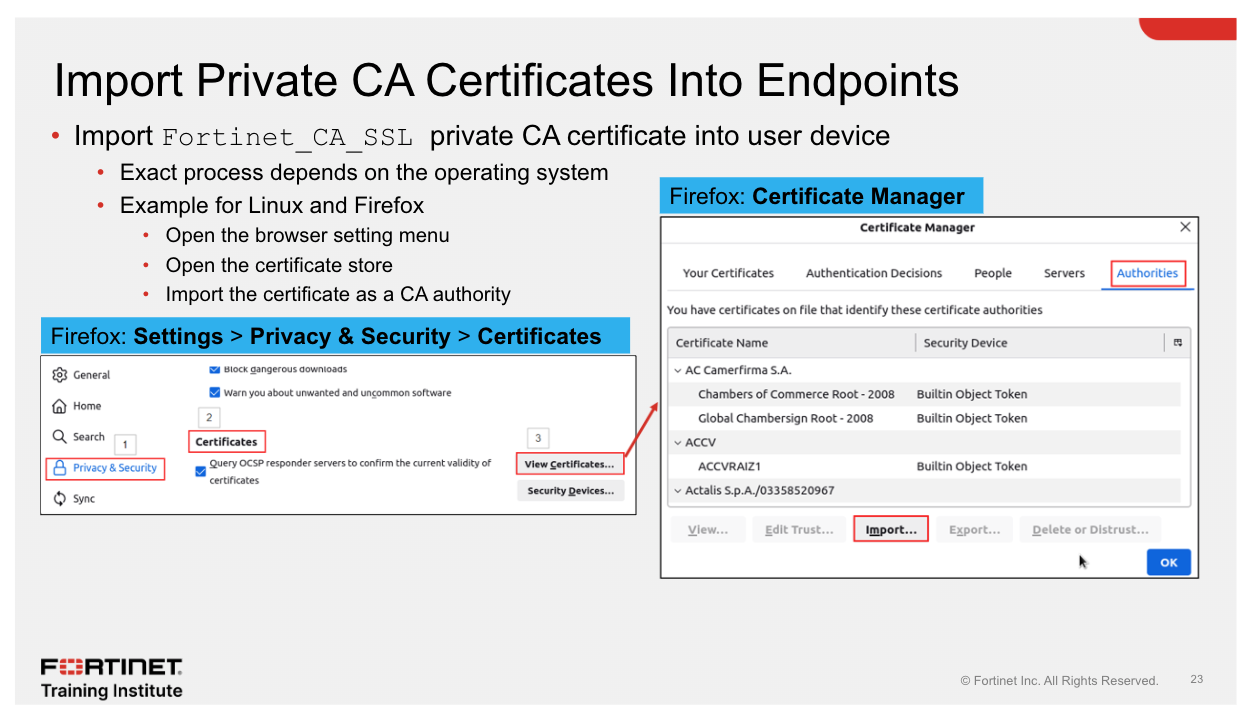 Import Private CA Certificates Into Endpoints
• Import Fortinet_CA_SSL private CA certificate into user device
• Exact process depends on the operating system
• Example for Linux and Firefox
• Open the browser setting menu
• Open the certificate store
• Import the certificate as a CA authority
Firefox: Settings > Privacy & Security > Certificates
General
Home
Search
1
Privacy & Security
Sync
Block dangerous downloads
Warn you about unwanted and uncommon software
2
Certificates
Query OCSP responder servers to confirm the current validity of
certificates
3
View Certificates...
Security Devices...
Firefox: Certificate Manager
Certificate Manager
Your Certificates Authentication Decisions People Servers Authorities
You have certificates on file that identify these certificate authorities
Certificate Name Security Device
AC Camerfirma S.A.
Chambers of Commerce Root - 2008 Builtin Object Token
Global Chambersign Root - 2008 Builtin Object Token
ACCV
ACCVRAIZ1 Builtin Object Token
Actalis S.p.A./03358520967
View... Edit Trust... Import... Export... Delete or Distrust...
OK
FORTINET
Training Institute
© Fortinet Inc. All Rights Reserved. 23